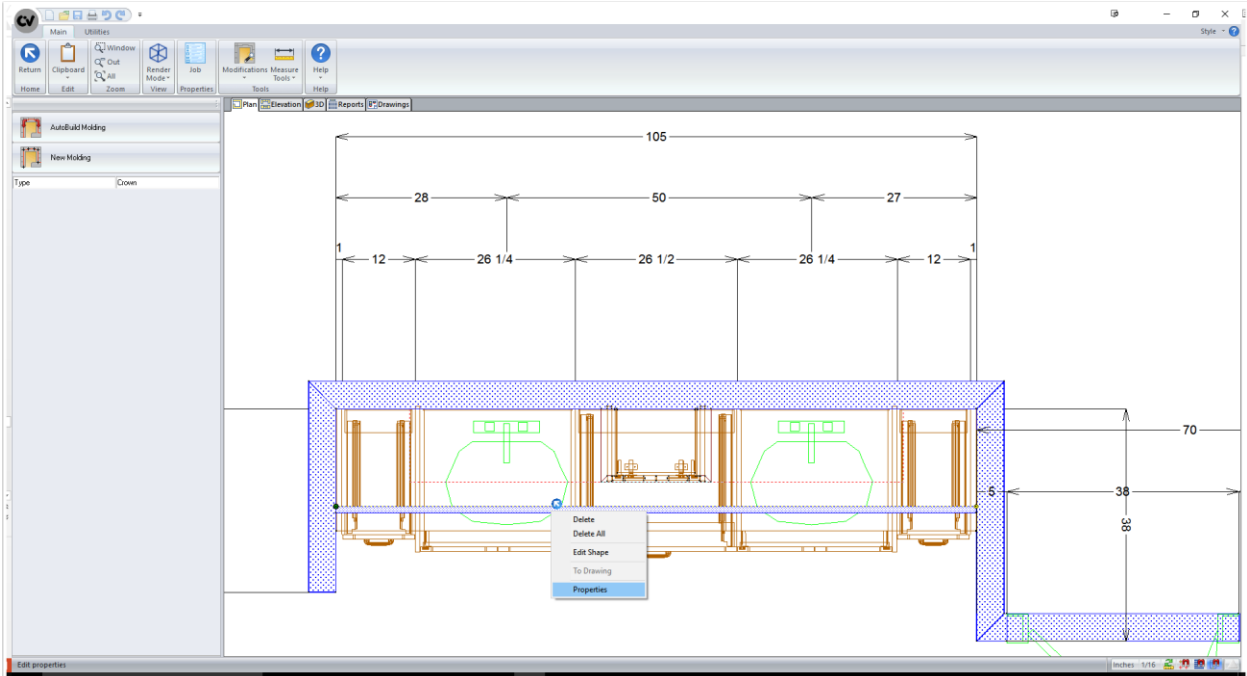 CV
Main Utilities
Style
Return Clipboard Window Out All Render Mode Job Modifications Measure Tools Help
Home Edit Zoom View Properties Tools Help
Plan Elevation 3D Reports Drawings
AutoBuild Molding
New Molding
Type Crown
105
28 50 27
1 1
12 26 1/4 26 1/2 26 1/4 12
70
5 38
38
Delete
Delete All
Edit Shape
To Drawing
Properties
Edit properties
Inches 1/16